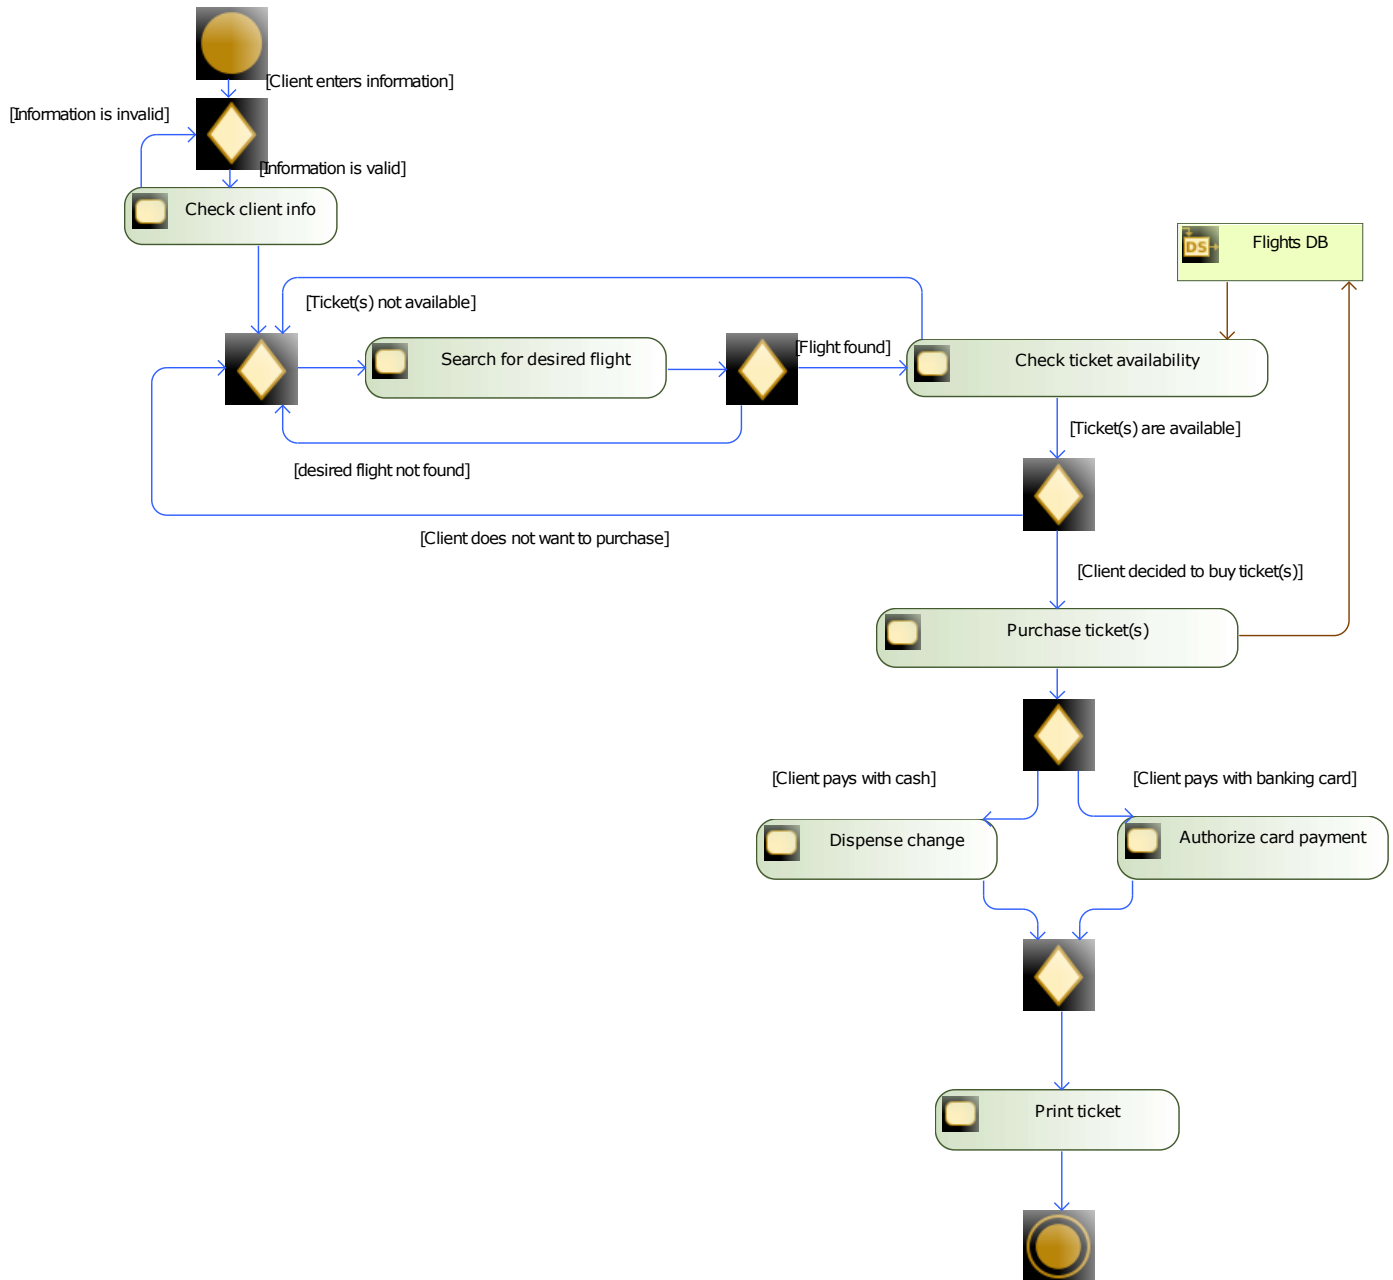 [Client enters information]
[Information is invalid]
[Information is valid]
Check client info
Flights DB
DS
[Ticket(s) not available]
Search for desired flight
[Flight found]
Check ticket availability
[Ticket(s) are available]
[desired flight not found]
[Client does not want to purchase]
[Client decided to buy ticket(s)]
Purchase ticket(s)
[Client pays with cash]
[Client pays with banking card]
Dispense change
Authorize card payment
Print ticket